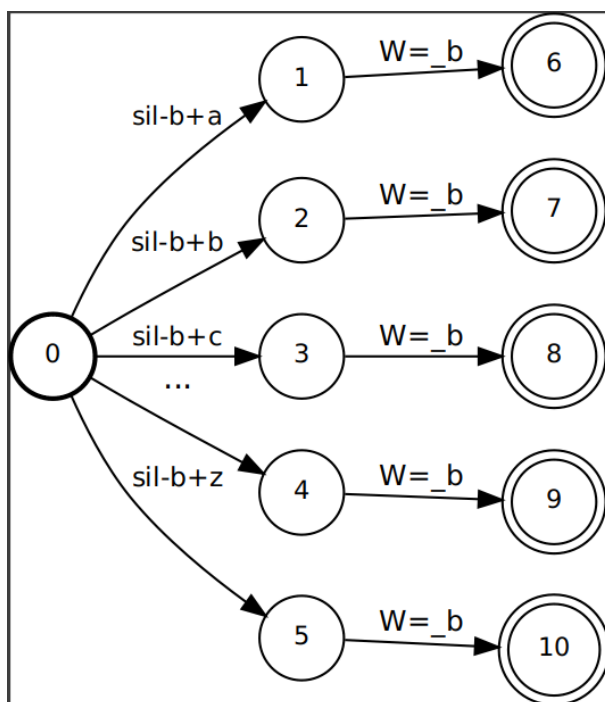 W=_b
6
1
sil-b+a
W=_b
7
2
sil-b+b
0
sil-b+c
3
W=_b
8
...
sil-b+z
4
W=_b
9
5
W=_b
10